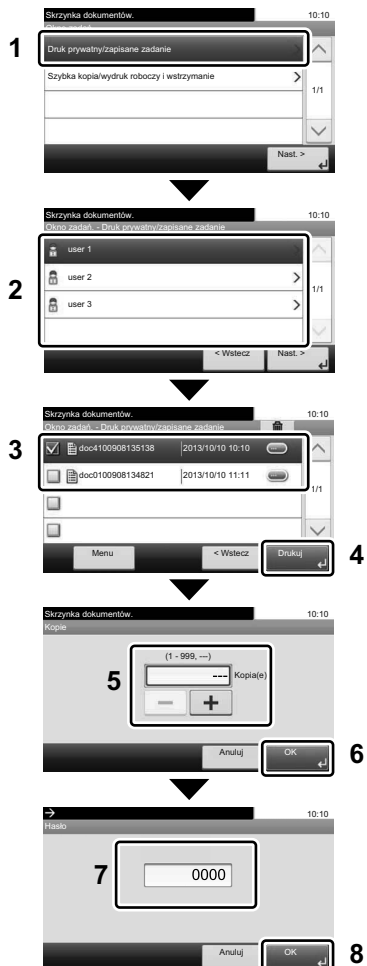 Skrzynka dokumentów. 10:10
Okno zadań.
1
Druk prywatny/zapisane zadanie
Szybka kopia/wydruk roboczy i wstrzymanie
1/1
Nast. >
Skrzynka dokumentów. 10:10
Okno zadań. - Druk prywatny/zapisane zadanie
user 1
2
user 2
1/1
user 3
< Wstecz Nast. >
Skrzynka dokumentów. 10:10
Okno zadań. - Druk prywatny/zapisane zadanie
3
doc4100908135138 2013/10/10 10:10
doc0100908134821 2013/10/10 11:11
1/1
Menu < Wstecz Drukuj 4
Skrzynka dokumentów. 10:10
Kopie
(1 - 999, ---)
5
--- Kopia(e)
Anuluj OK 6
10:10
Hasło
7 0000
Anuluj OK 8